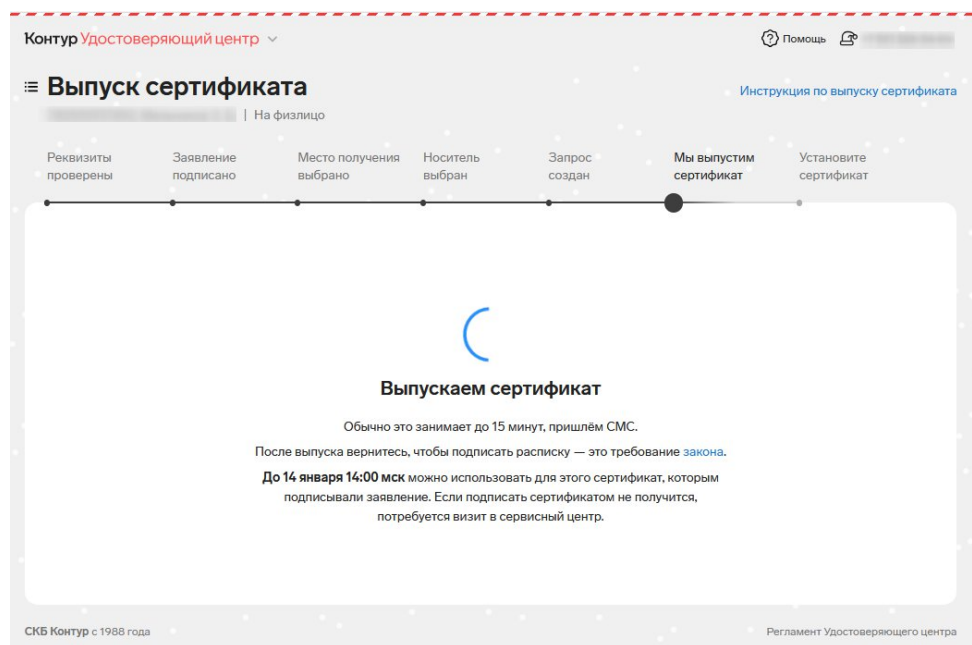 Контур Удостоверяющий центр
Помощь
Выпуск сертификата
Инструкция по выпуску сертификата
| На физлицо
Реквизиты проверены
Заявление подписано
Место получения выбрано
Носитель выбран
Запрос создан
Мы выпустим сертификат
Установите сертификат
Выпускаем сертификат
Обычно это занимает до 15 минут, пришлём СМС.
После выпуска вернитесь, чтобы подписать расписку — это требование закона.
До 14 января 14:00 мск можно использовать для этого сертификат, которым
подписывали заявление. Если подписать сертификатом не получится,
потребуется визит в сервисный центр.
СКБ Контур с 1988 года
Регламент Удостоверяющего центра